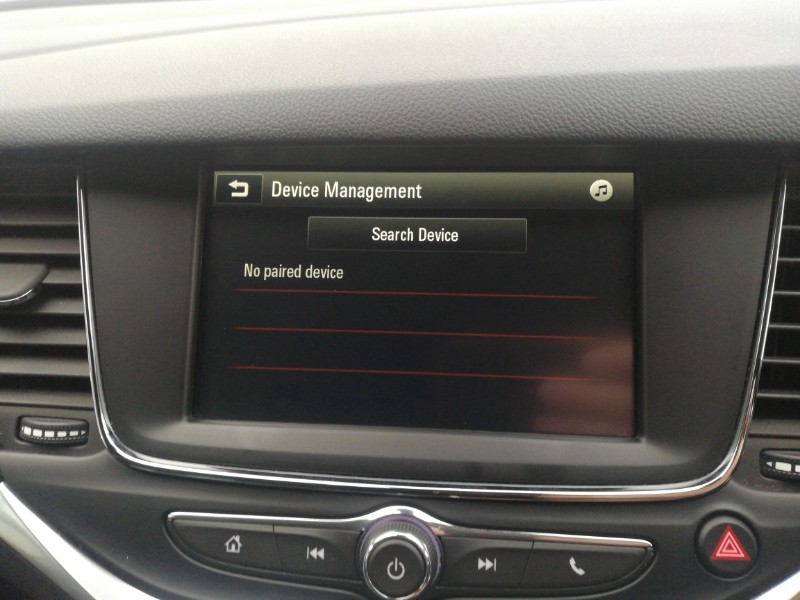 Device Management
Search Device
No paired device